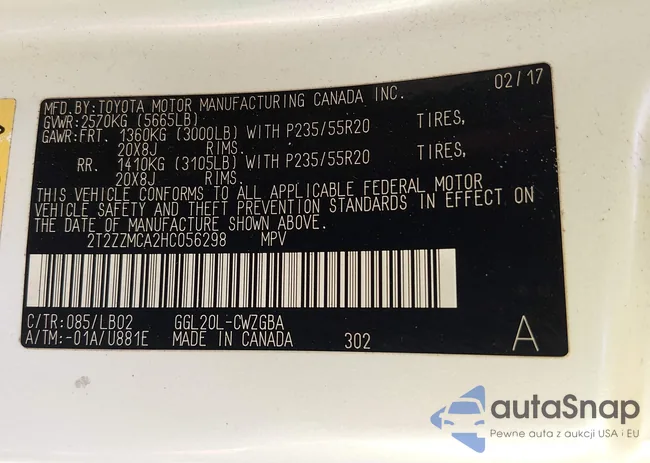 MFD.BY:TOYOTA MOTOR MANUFACTURING CANADA INC. 02/17
GVWR:2570KG (5665LB)
GAWR:FRT. 1360KG (3000LB) WITH P235/55R20 TIRES,
20X8J RIMS.
RR. 1410KG (3105LB) WITH P235/55R20 TIRES,
20X8J RIMS.
THIS VEHICLE CONFORMS TO ALL APPLICABLE FEDERAL MOTOR
VEHICLE SAFETY AND THEFT PREVENTION STANDARDS IN EFFECT ON
THE DATE OF MANUFACTURE SHOWN ABOVE.
2T2ZZMCA2HC056298 MPV
C/TR:085/LB02 GGL20L-CWZGBA
A/TM:-01A/U881E MADE IN CANADA 302 A
autaSnap
Pewne auta z aukcji USA i EU